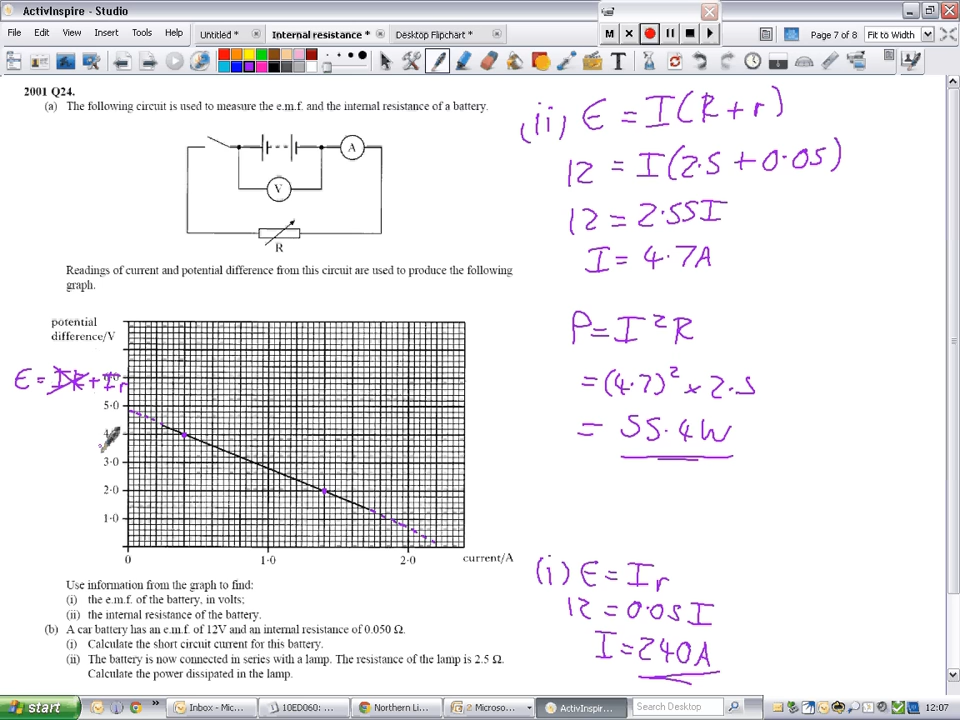 ActivInspire - Studio
File Edit View Insert Tools Help Untitled * Internal resistance * Desktop Flipchart * Page 7 of 8 Fit to Width
M
T
2001 Q24.
(a) The following circuit is used to measure the e.m.f. and the internal resistance of a battery.
A
V
R
Readings of current and potential difference from this circuit are used to produce the following
graph.
potential
difference/V
ϵ = IR + Ir
5·0
3·0
2·0
1·0
0 1·0 2·0 current/A
Use information from the graph to find:
(i) the e.m.f. of the battery, in volts;
(ii) the internal resistance of the battery.
(b) A car battery has an e.m.f. of 12V and an internal resistance of 0.050 Ω.
(i) Calculate the short circuit current for this battery.
(ii) The battery is now connected in series with a lamp. The resistance of the lamp is 2.5 Ω.
Calculate the power dissipated in the lamp.
(ii) ϵ = I(R + r)
12 = I(2.5 + 0.05)
12 = 2.55I
I = 4.7A
P = I²R
= (4.7)² × 2.5
= 55.4W
(i) ϵ = Ir
12 = 0.05 I
I = 240A
start Inbox - Mic... 10ED060: ... Northern Li... 2 Microso... ActivInspir... Search Desktop 12:07